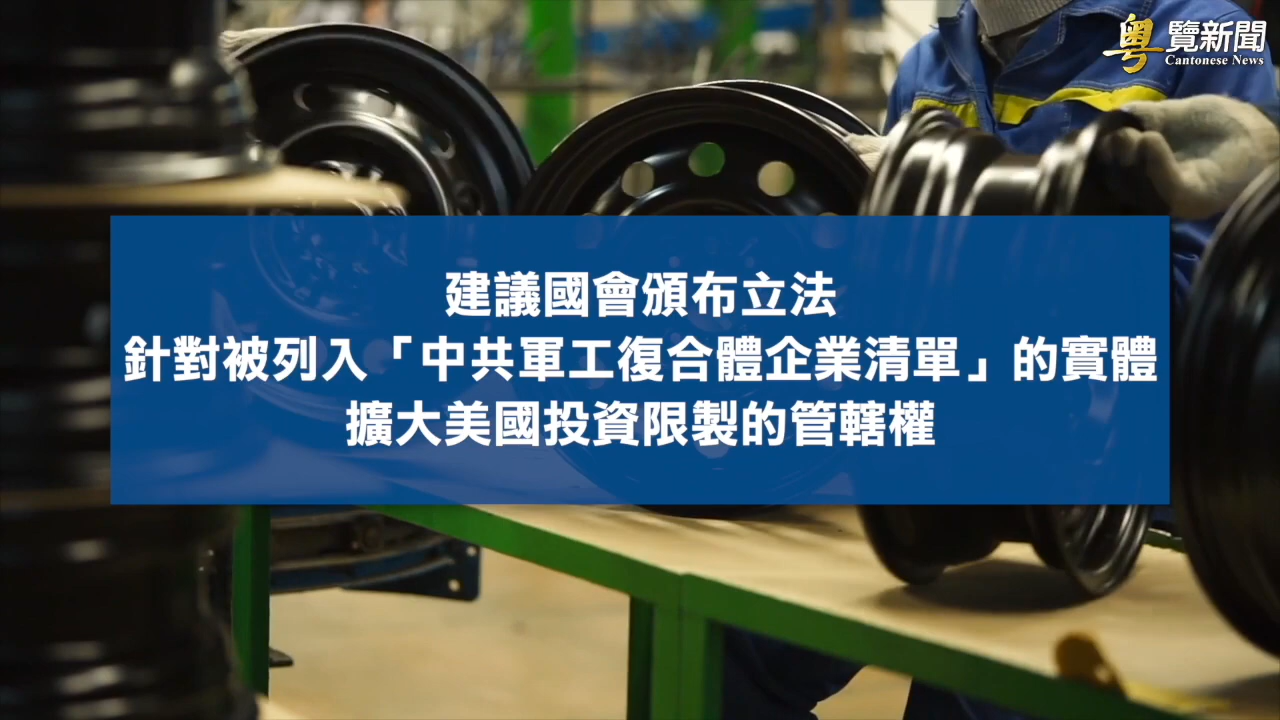 粵覽新聞
Cantonese News
建議國會頒布立法
針對被列入「中共軍工復合體企業清單」的實體
擴大美國投資限製的管轄權